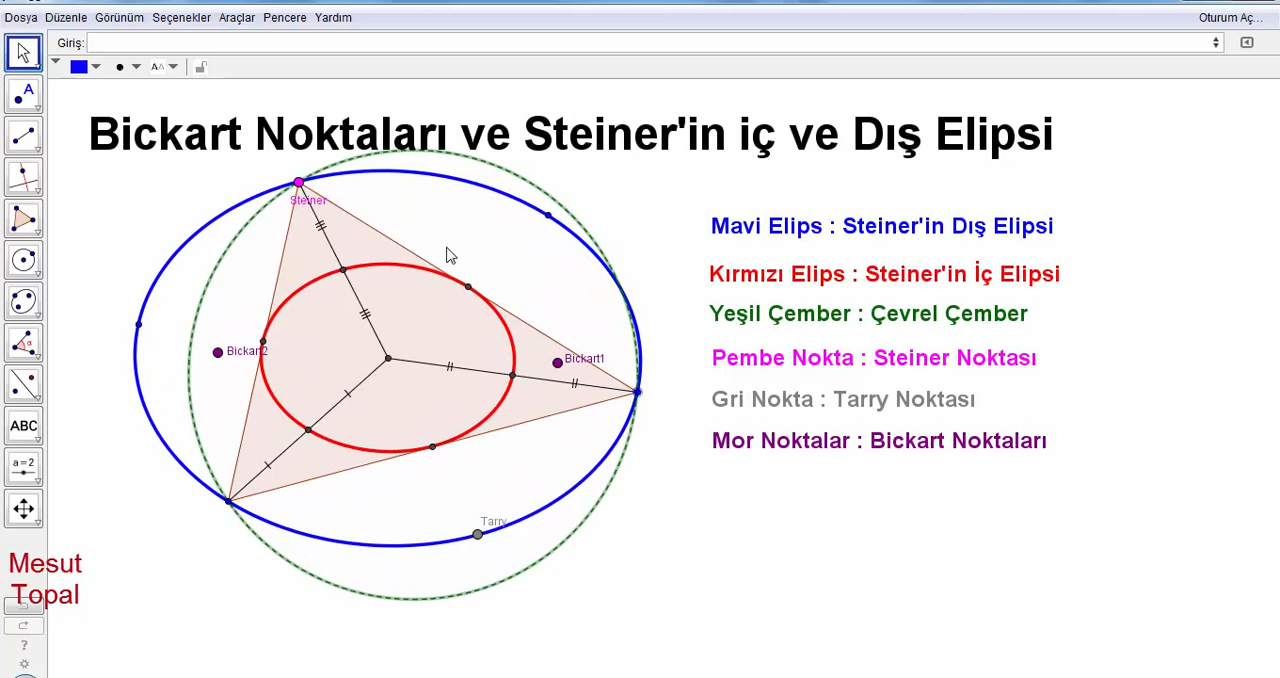 Dosya Düzenle Görünüm Seçenekler Araçlar Pencere Yardım Oturum Aç...
Giriş:
Bickart Noktaları ve Steiner'in iç ve Dış Elipsi
Steiner
Mavi Elips : Steiner'in Dış Elipsi
Kırmızı Elips : Steiner'in İç Elipsi
Yeşil Çember : Çevrel Çember
Bickart2
Bickart1
Pembe Nokta : Steiner Noktası
Gri Nokta : Tarry Noktası
Mor Noktalar : Bickart Noktaları
ABC
a=2
Tarry
Mesut
Topal